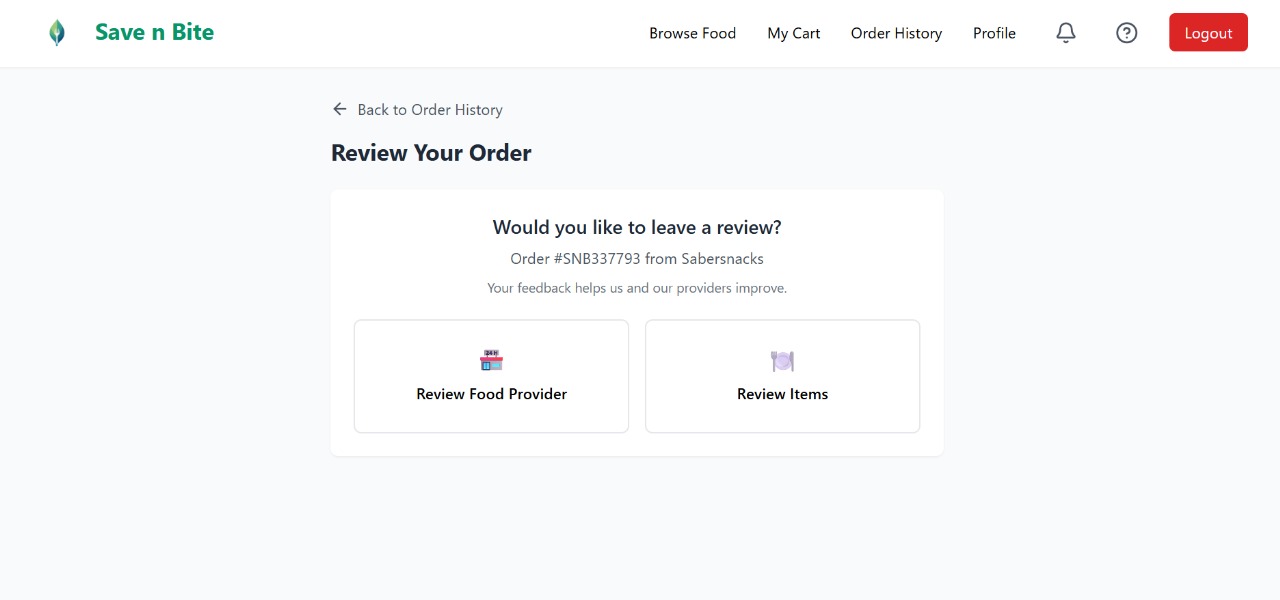 Save n Bite
Browse Food
My Cart
Order History
Profile
Logout
Back to Order History
Review Your Order
Would you like to leave a review?
Order #SNB337793 from Sabersnacks
Your feedback helps us and our providers improve.
24H
Review Food Provider
Review Items